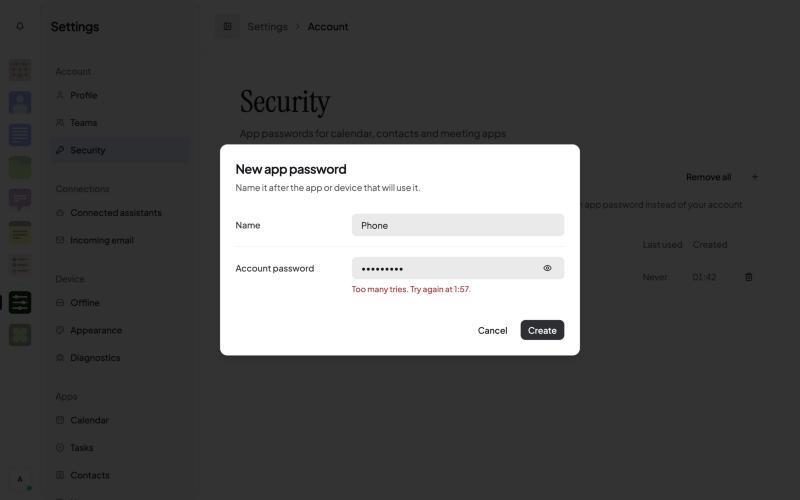 Settings
Settings > Account
Account
Profile
Teams
Security
Connections
Connected assistants
Incoming email
Device
Offline
Appearance
Diagnostics
Apps
Calendar
Tasks
Contacts
A
Security
App passwords for calendar, contacts and meeting apps
Remove all +
app password instead of your account
Last used Created
Never 01:42
New app password
Name it after the app or device that will use it.
Name Phone
Account password •••••••••
Too many tries. Try again at 1:57.
Cancel Create